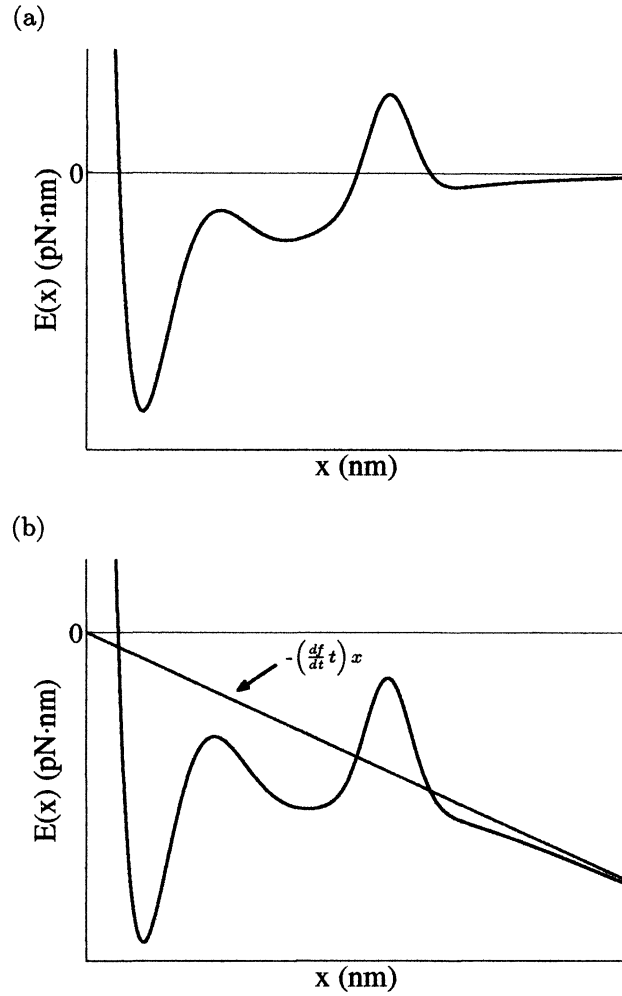 (a)
0
E(x) (pN·nm)
x (nm)
(b)
0
-(df/dt t) x
E(x) (pN·nm)
x (nm)